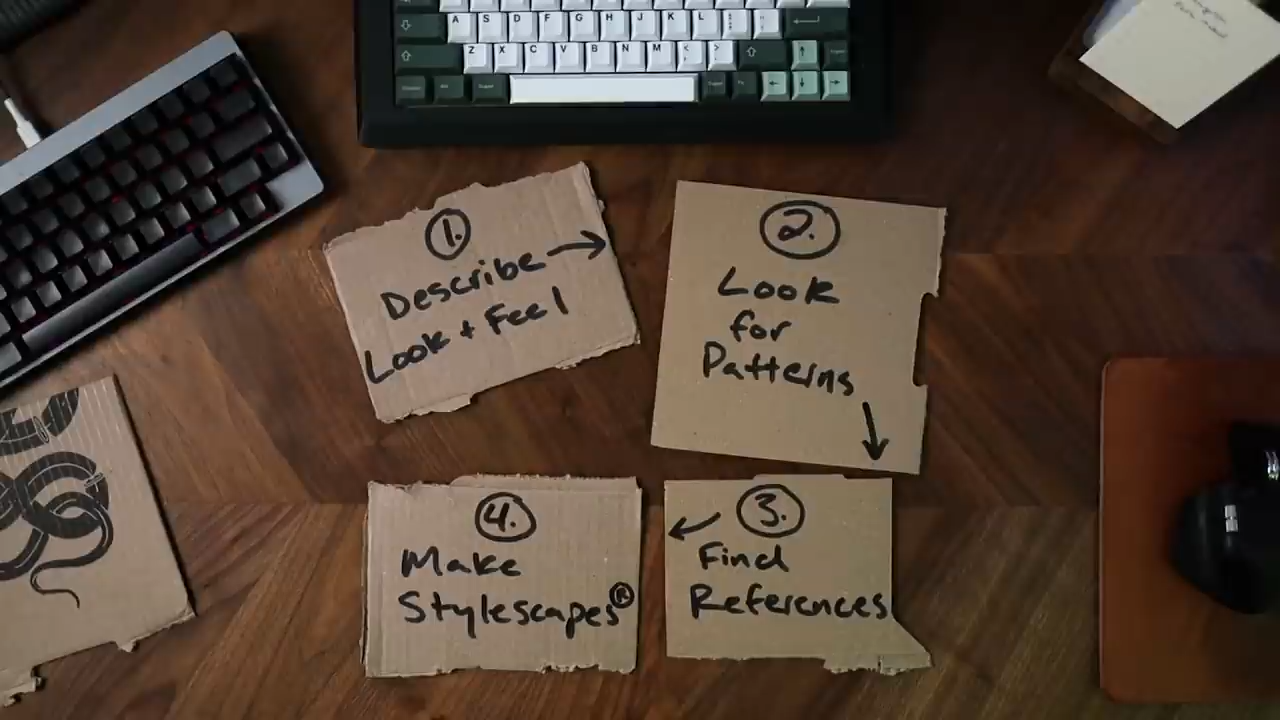 A S D F G H J K L
Z X C V B N M < >
1.
Describe →
Look + Feel
2.
Look
for
Patterns
↓
3.
← Find
References
4.
Make
Stylescapes®